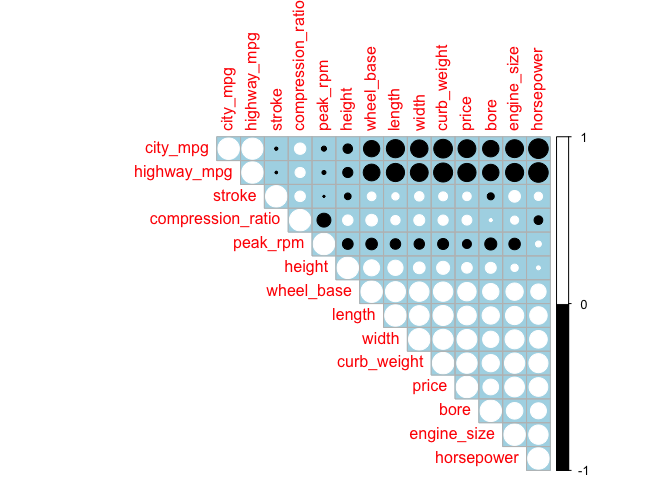 city_mpg
highway_mpg
stroke
compression_ratio
peak_rpm
height
wheel_base
length
width
curb_weight
price
bore
engine_size
horsepower
1
city_mpg
highway_mpg
stroke
compression_ratio
peak_rpm
height
wheel_base
0
length
width
curb_weight
price
bore
engine_size
horsepower
-1